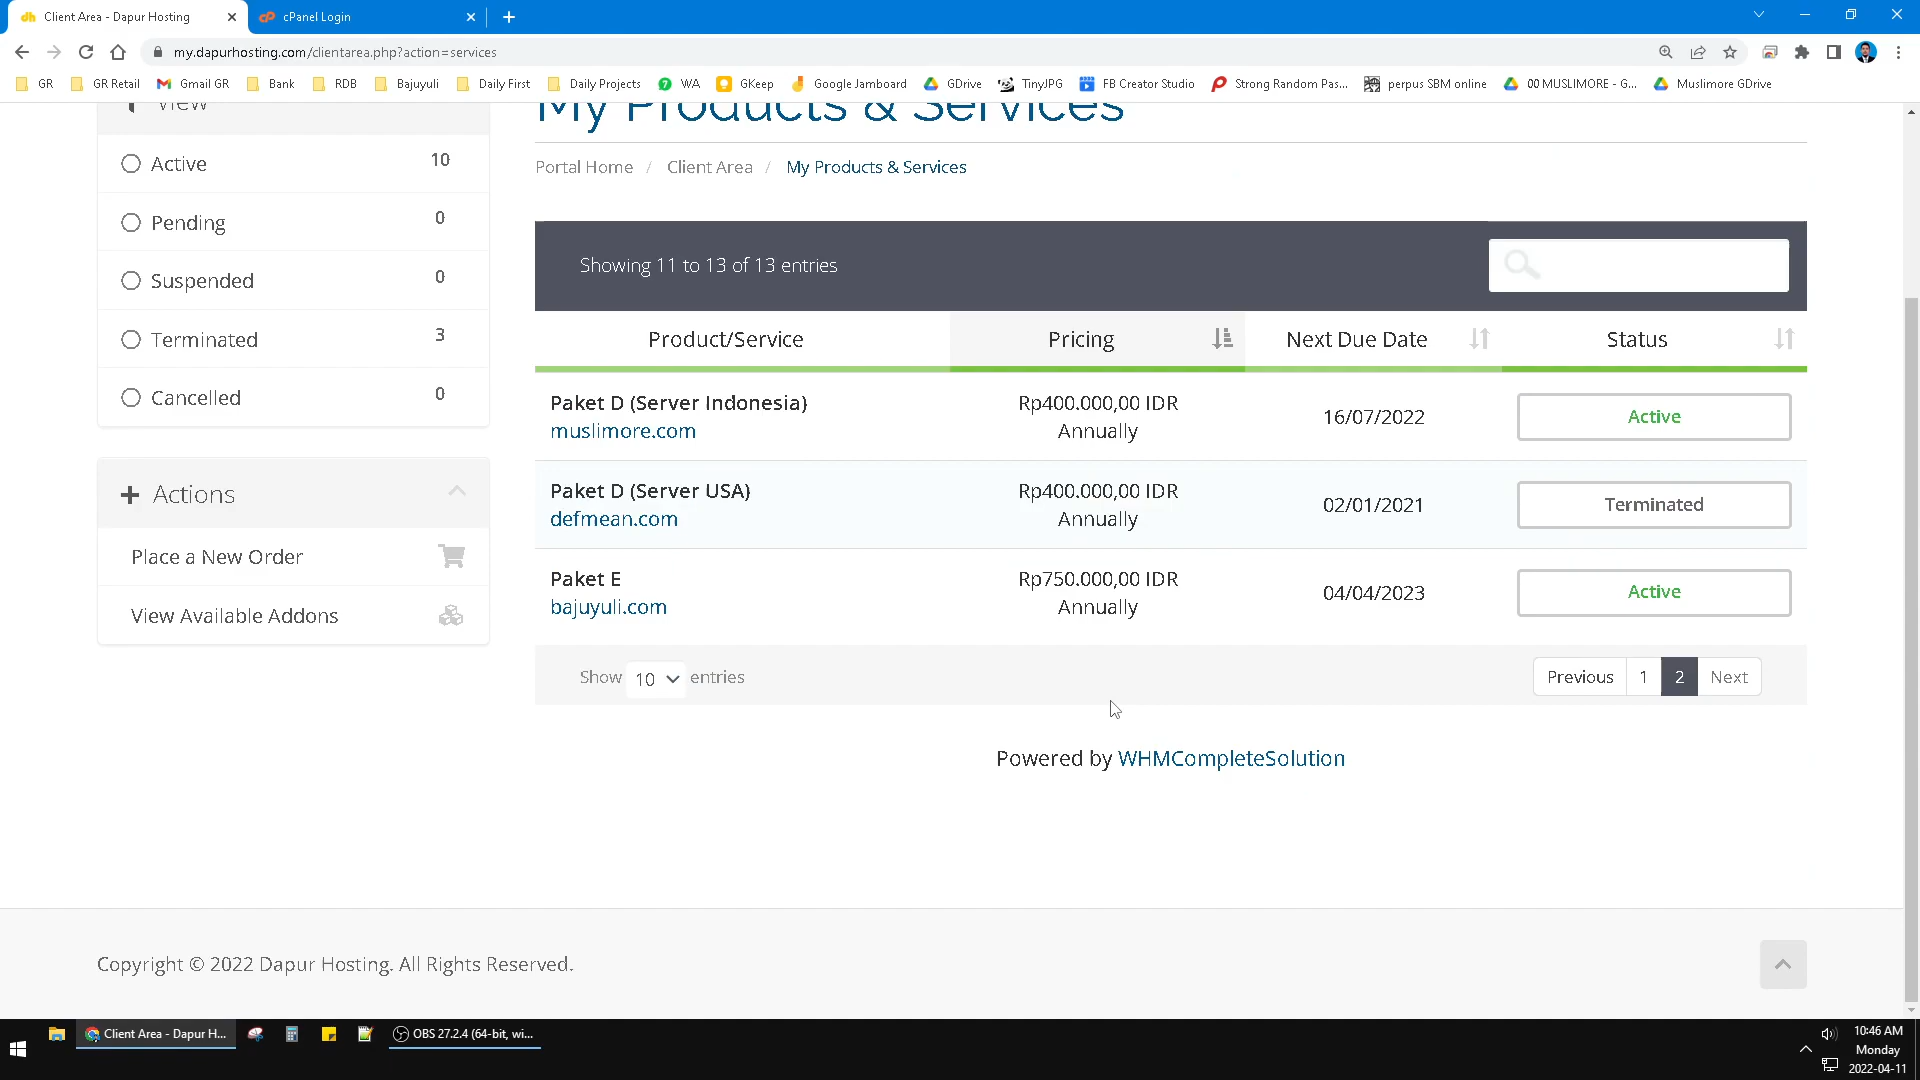 Client Area - Dapur Hosting
cPanel Login
my.dapurhosting.com/clientarea.php?action=services
GR
GR Retail
Gmail GR
Bank
RDB
Bajuyuli
Daily First
Daily Projects
WA
GKeep
Google Jamboard
GDrive
TinyJPG
FB Creator Studio
Strong Random Pas...
perpus SBM online
00 MUSLIMORE - G...
Muslimore GDrive
View
Active 10
Pending 0
Suspended 0
Terminated 3
Cancelled 0
Actions
Place a New Order
View Available Addons
My Products & Services
Portal Home / Client Area / My Products & Services
Showing 11 to 13 of 13 entries
Product/Service Pricing Next Due Date Status
Paket D (Server Indonesia)
muslimore.com
Rp400.000,00 IDR
Annually
16/07/2022
Active
Paket D (Server USA)
defmean.com
Rp400.000,00 IDR
Annually
02/01/2021
Terminated
Paket E
bajuyuli.com
Rp750.000,00 IDR
Annually
04/04/2023
Active
Show 10 entries
Previous 1 2 Next
Powered by WHMCompleteSolution
Copyright © 2022 Dapur Hosting. All Rights Reserved.
Client Area - Dapur H...
OBS 27.2.4 (64-bit, wi...
10:46 AM
Monday
2022-04-11